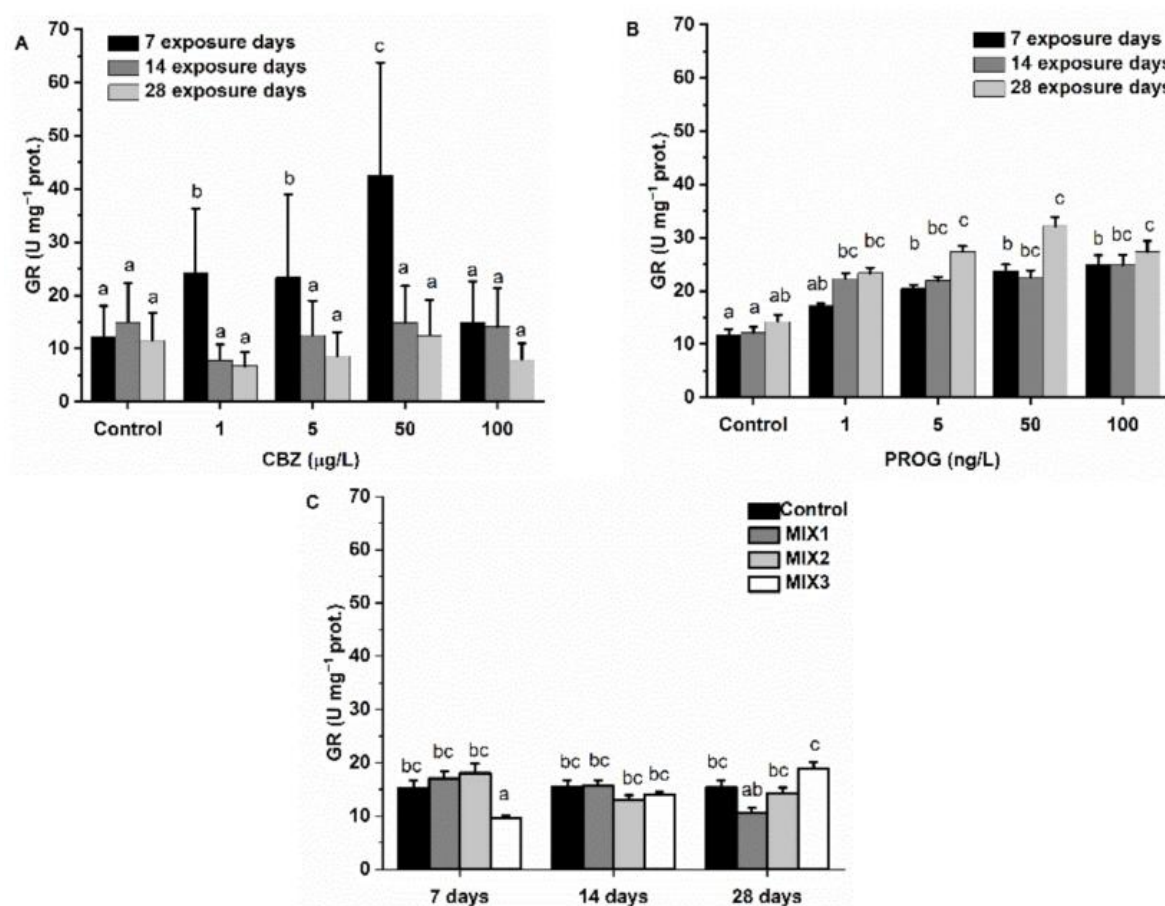 A
7 exposure days
14 exposure days
28 exposure days
GR (U mg⁻¹ prot.)
70
60
50
40
30
20
10
0
a a a
b a a
b a a
c a a
a a a
Control 1 5 50 100
CBZ (µg/L)
B
7 exposure days
14 exposure days
28 exposure days
GR (U mg⁻¹ prot.)
70
60
50
40
30
20
10
0
a a ab
ab bc bc
b bc c
b bc c
b bc c
Control 1 5 50 100
PROG (ng/L)
C
Control
MIX1
MIX2
MIX3
GR (U mg⁻¹ prot.)
70
60
50
40
30
20
10
0
bc bc bc a
bc bc bc bc
bc ab bc c
7 days 14 days 28 days